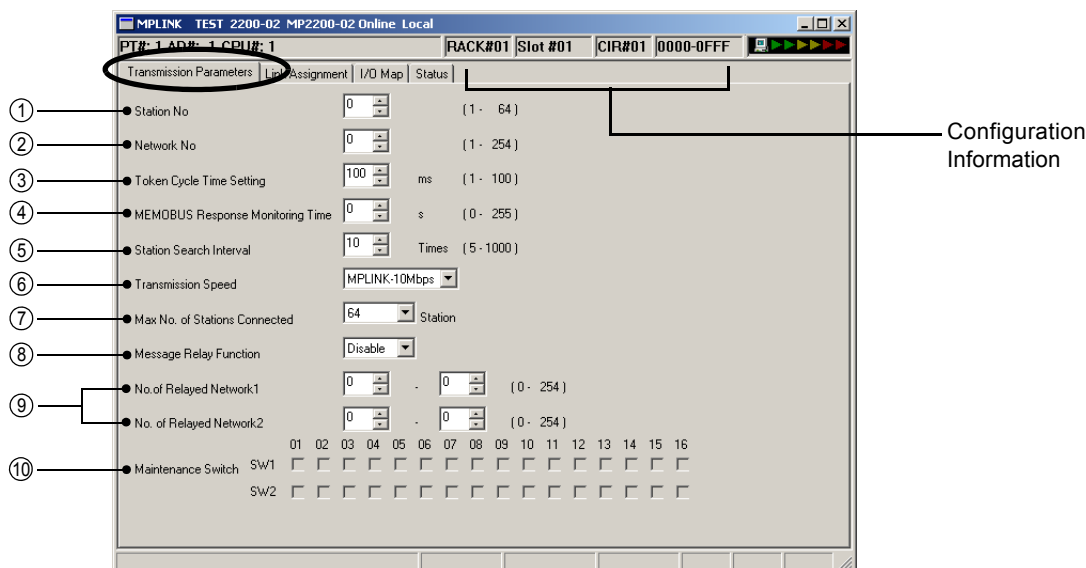 MPLINK TEST 2200-02 MP2200-02 Online Local
PT#: 1 AD#: 1 CPU#: 1 RACK#01 Slot #01 CIR#01 0000-0FFF
Transmission Parameters Link Assignment I/O Map Status
① Station No 0 (1 - 64)
② Network No 0 (1 - 254)
③ Token Cycle Time Setting 100 ms (1 - 100)
④ MEMOBUS Response Monitoring Time 0 s (0 - 255)
⑤ Station Search Interval 10 Times (5 - 1000)
⑥ Transmission Speed MPLINK-10Mbps
⑦ Max No. of Stations Connected 64 Station
⑧ Message Relay Function Disable
⑨ No.of Relayed Network1 0 - 0 (0 - 254)
No. of Relayed Network2 0 - 0 (0 - 254)
01 02 03 04 05 06 07 08 09 10 11 12 13 14 15 16
⑩ Maintenance Switch SW1
SW2
Configuration
Information